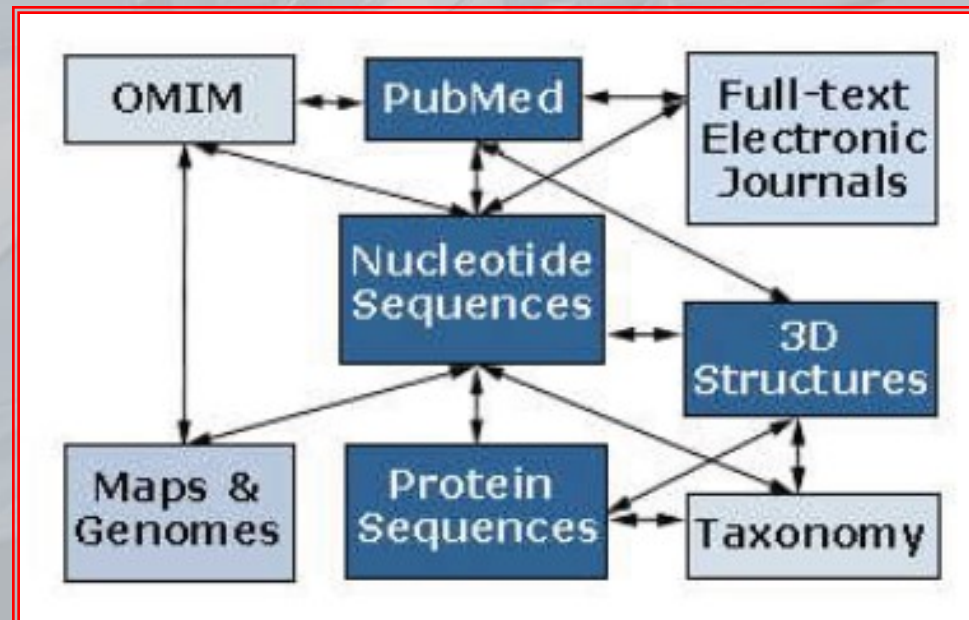 OMIM
PubMed
Full-text
Electronic
Journals
Nucleotide
Sequences
3D
Structures
Maps &
Genomes
Protein
Sequences
Taxonomy